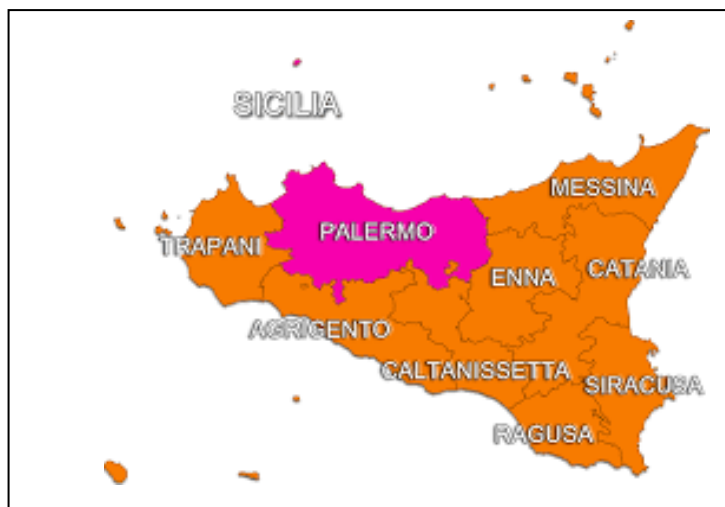 SICILIA
MESSINA
PALERMO
TRAPANI
CATANIA
ENNA
AGRIGENTO
CALTANISSETTA
SIRACUSA
RAGUSA